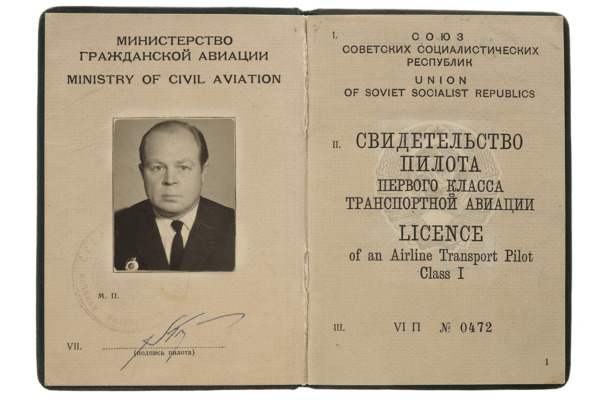 МИНИСТЕРСТВО
ГРАЖДАНСКОЙ АВИАЦИИ
MINISTRY OF CIVIL AVIATION
М. П.
VII.
(подпись пилота)
I.
СОЮЗ
СОВЕТСКИХ СОЦИАЛИСТИЧЕСКИХ
РЕСПУБЛИК
UNION
OF SOVIET SOCIALIST REPUBLICS
II.
СВИДЕТЕЛЬСТВО
ПИЛОТА
ПЕРВОГО КЛАССА
ТРАНСПОРТНОЙ АВИАЦИИ
LICENCE
of an Airline Transport Pilot
Class I
III. VI П № 0472
1